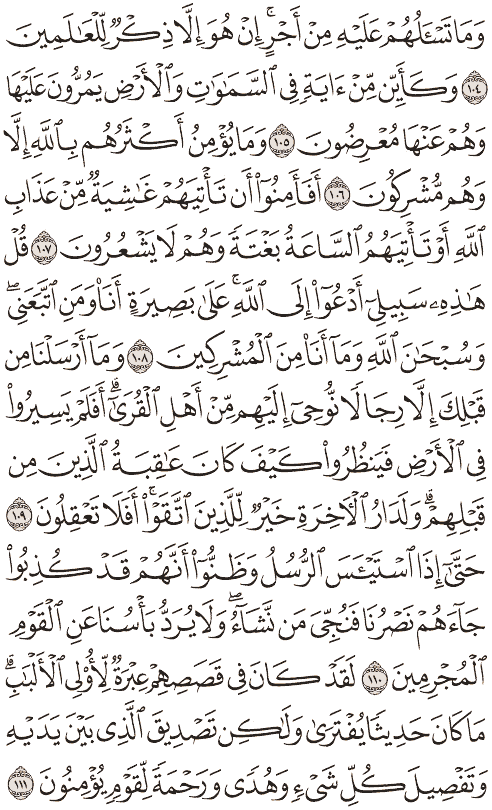 وَمَا تَسْـَٔلُهُمْ عَلَيْهِ مِنْ أَجْرٍ ۚ إِنْ هُوَ إِلَّا ذِكْرٌ لِّلْعَـٰلَمِينَ
١٠٤ وَكَأَيِّن مِّنْ ءَايَةٍ فِى ٱلسَّمَـٰوَٰتِ وَٱلْأَرْضِ يَمُرُّونَ عَلَيْهَا
وَهُمْ عَنْهَا مُعْرِضُونَ ١٠٥ وَمَا يُؤْمِنُ أَكْثَرُهُم بِٱللَّهِ إِلَّا
وَهُم مُّشْرِكُونَ ١٠٦ أَفَأَمِنُوٓا۟ أَن تَأْتِيَهُمْ غَـٰشِيَةٌ مِّنْ عَذَابِ
ٱللَّهِ أَوْ تَأْتِيَهُمُ ٱلسَّاعَةُ بَغْتَةً وَهُمْ لَا يَشْعُرُونَ ١٠٧ قُلْ
هَـٰذِهِۦ سَبِيلِىٓ أَدْعُوٓا۟ إِلَى ٱللَّهِ ۚ عَلَىٰ بَصِيرَةٍ أَنَا۠ وَمَنِ ٱتَّبَعَنِى ۖ
وَسُبْحَـٰنَ ٱللَّهِ وَمَآ أَنَا۠ مِنَ ٱلْمُشْرِكِينَ ١٠٨ وَمَآ أَرْسَلْنَا مِن
قَبْلِكَ إِلَّا رِجَالًا نُّوحِىٓ إِلَيْهِم مِّنْ أَهْلِ ٱلْقُرَىٰٓ ۗ أَفَلَمْ يَسِيرُوا۟
فِى ٱلْأَرْضِ فَيَنظُرُوا۟ كَيْفَ كَانَ عَـٰقِبَةُ ٱلَّذِينَ مِن
قَبْلِهِمْ ۗ وَلَدَارُ ٱلْـَٔاخِرَةِ خَيْرٌ لِّلَّذِينَ ٱتَّقَوْا۟ ۗ أَفَلَا تَعْقِلُونَ ١٠٩
حَتَّىٰٓ إِذَا ٱسْتَيْـَٔسَ ٱلرُّسُلُ وَظَنُّوٓا۟ أَنَّهُمْ قَدْ كُذِبُوا۟
جَآءَهُمْ نَصْرُنَا فَنُجِّىَ مَن نَّشَآءُ ۖ وَلَا يُرَدُّ بَأْسُنَا عَنِ ٱلْقَوْمِ
ٱلْمُجْرِمِينَ ١١٠ لَقَدْ كَانَ فِى قَصَصِهِمْ عِبْرَةٌ لِّأُو۟لِى ٱلْأَلْبَـٰبِ ۗ
مَا كَانَ حَدِيثًا يُفْتَرَىٰ وَلَـٰكِن تَصْدِيقَ ٱلَّذِى بَيْنَ يَدَيْهِ
وَتَفْصِيلَ كُلِّ شَىْءٍ وَهُدًى وَرَحْمَةً لِّقَوْمٍ يُؤْمِنُونَ ١١١